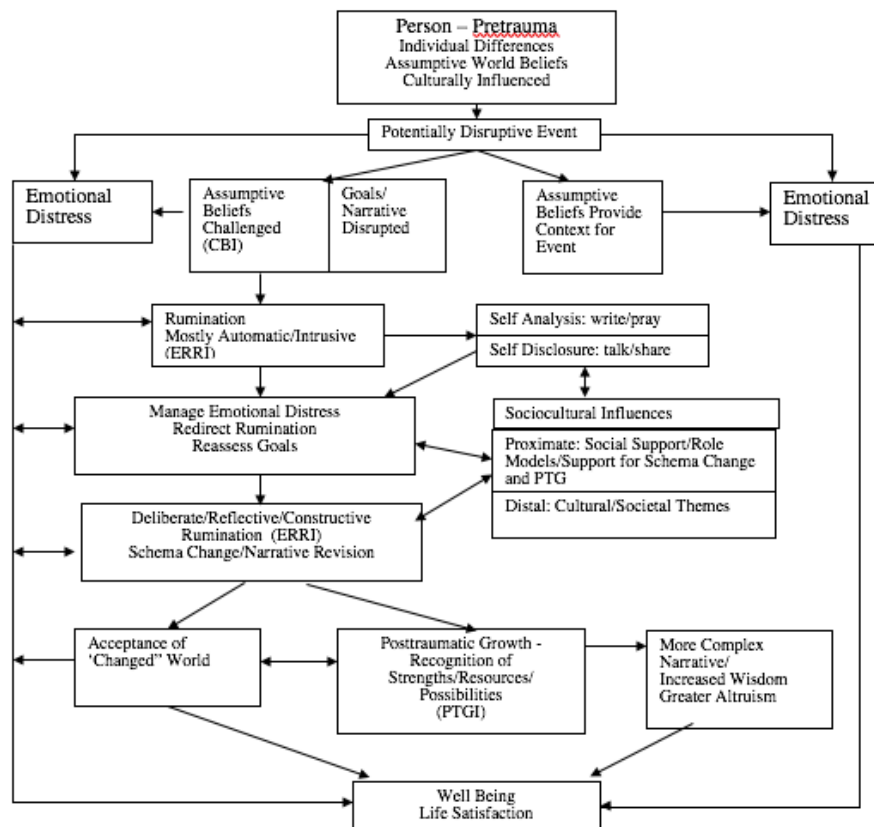 Person – Pretrauma
Individual Differences
Assumptive World Beliefs
Culturally Influenced
Potentially Disruptive Event
Emotional
Distress
Assumptive
Beliefs
Challenged
(CBI)
Goals/
Narrative
Disrupted
Assumptive
Beliefs Provide
Context for
Event
Emotional
Distress
Rumination
Mostly Automatic/Intrusive
(ERRI)
Self Analysis: write/pray
Self Disclosure: talk/share
Manage Emotional Distress
Redirect Rumination
Reassess Goals
Sociocultural Influences
Proximate: Social Support/Role
Models/Support for Schema Change
and PTG
Distal: Cultural/Societal Themes
Deliberate/Reflective/Constructive
Rumination (ERRI)
Schema Change/Narrative Revision
Acceptance of
‘Changed” World
Posttraumatic Growth -
Recognition of
Strengths/Resources/
Possibilities
(PTGI)
More Complex
Narrative/
Increased Wisdom
Greater Altruism
Well Being
Life Satisfaction